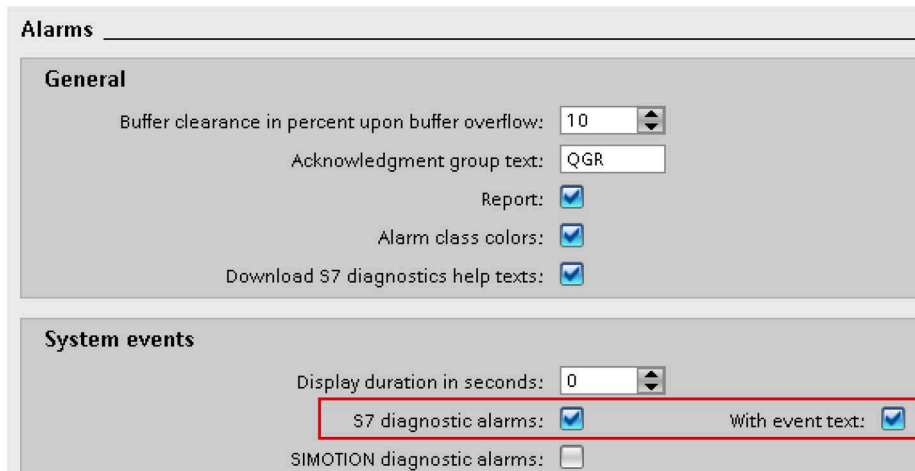 Alarms
General
Buffer clearance in percent upon buffer overflow: 10
Acknowledgment group text: QGR
Report:
Alarm class colors:
Download S7 diagnostics help texts:
System events
Display duration in seconds: 0
S7 diagnostic alarms: With event text:
SIMOTION diagnostic alarms: